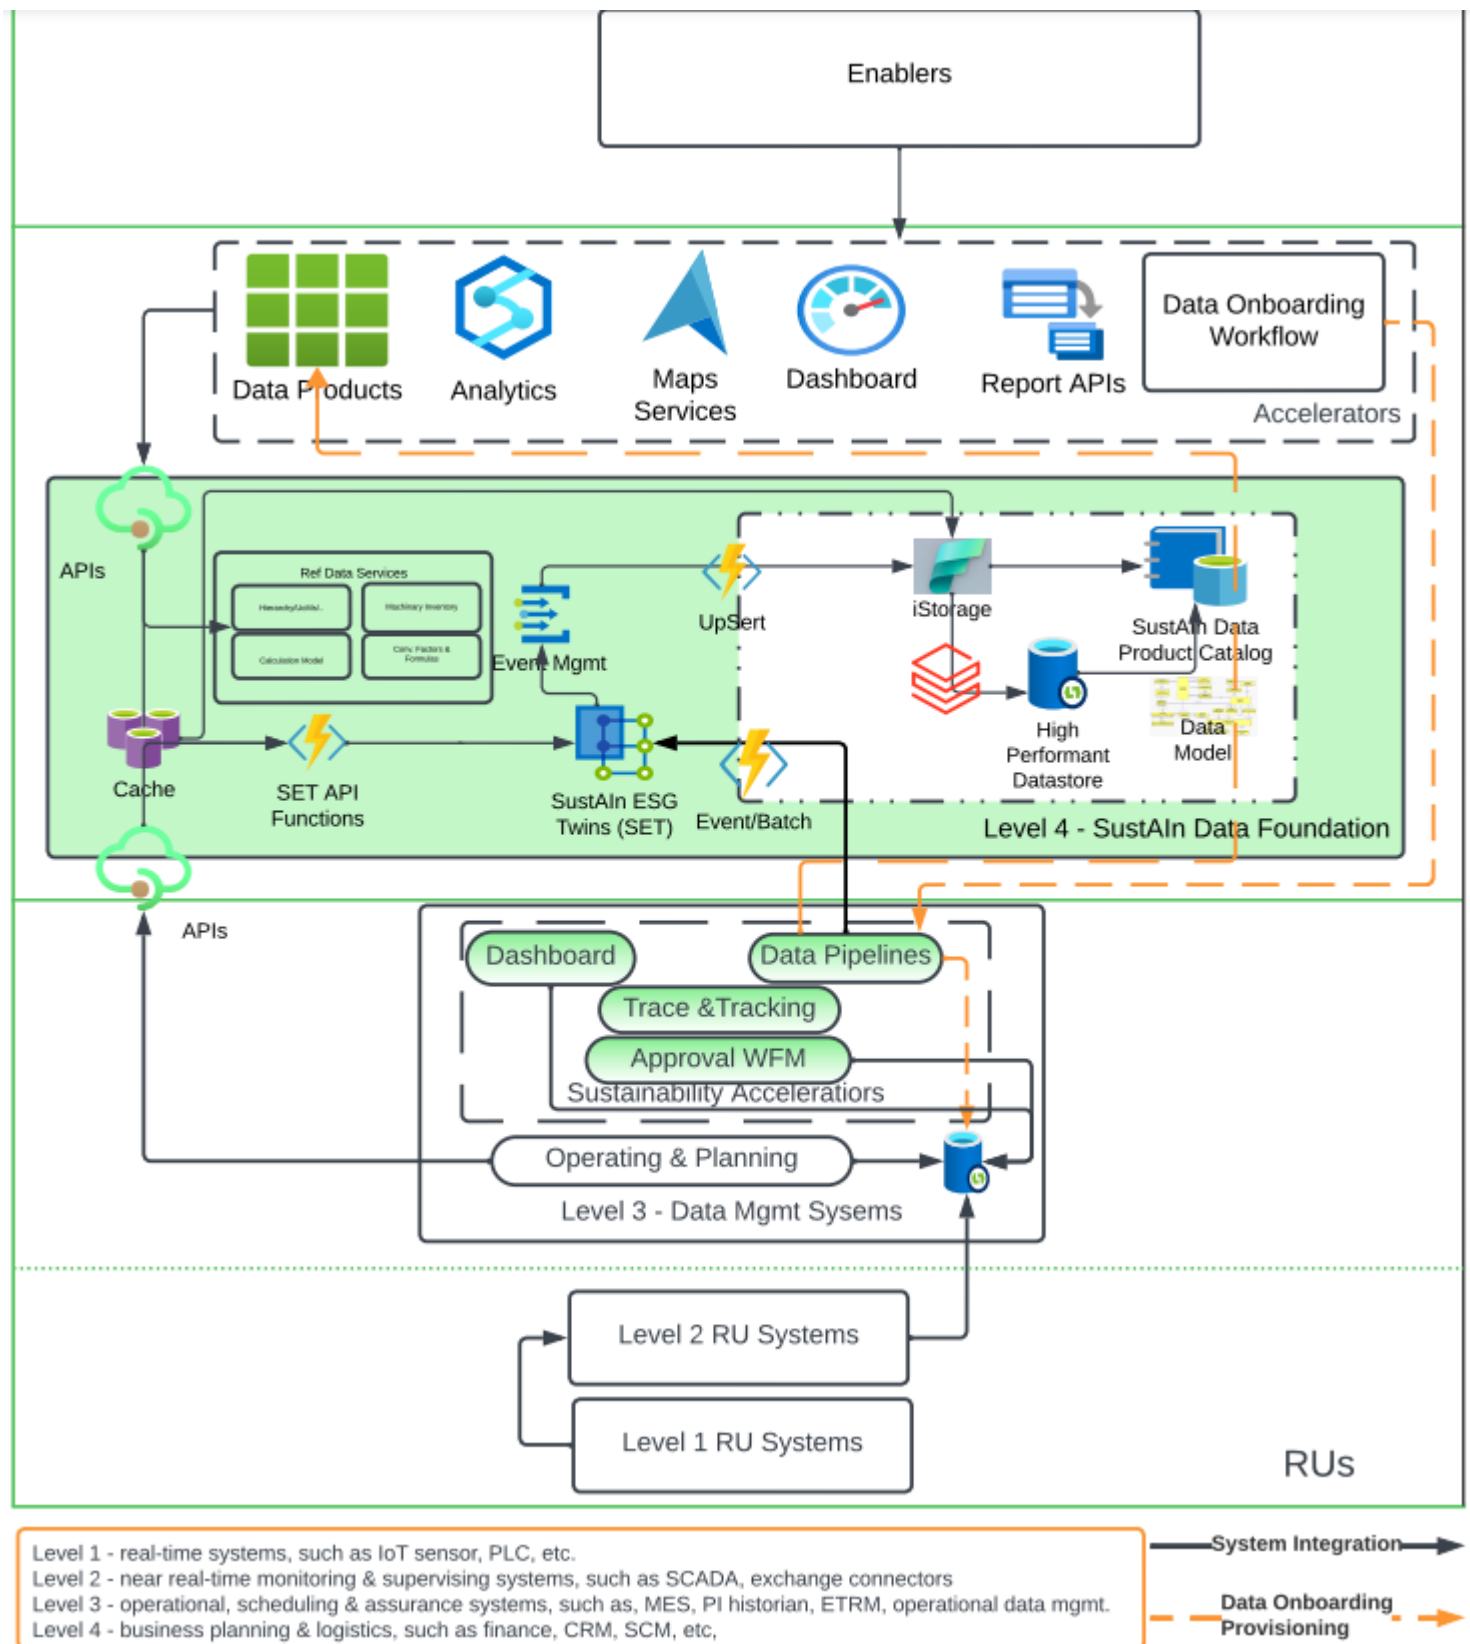 Enablers
Data Products
Analytics
Maps
Services
Dashboard
Report APIs
Data Onboarding
Workflow
Accelerators
APIs
Ref Data Services
Machinary Inventory
Calculation Model
Conv. Factors &
Formulas
Event Mgmt
UpSert
iStorage
SustAIn Data
Product Catalog
High
Performant
Datastore
Data
Model
Cache
SET API
Functions
SustAIn ESG
Twins (SET)
Event/Batch
Level 4 - SustAIn Data Foundation
APIs
Dashboard
Data Pipelines
Trace &Tracking
Approval WFM
Sustainability Acceleratiors
Operating & Planning
Level 3 - Data Mgmt Sysems
Level 2 RU Systems
Level 1 RU Systems
RUs
Level 1 - real-time systems, such as IoT sensor, PLC, etc.
Level 2 - near real-time monitoring & supervising systems, such as SCADA, exchange connectors
Level 3 - operational, scheduling & assurance systems, such as, MES, PI historian, ETRM, operational data mgmt.
Level 4 - business planning & logistics, such as finance, CRM, SCM, etc,
System Integration
Data Onboarding
Provisioning